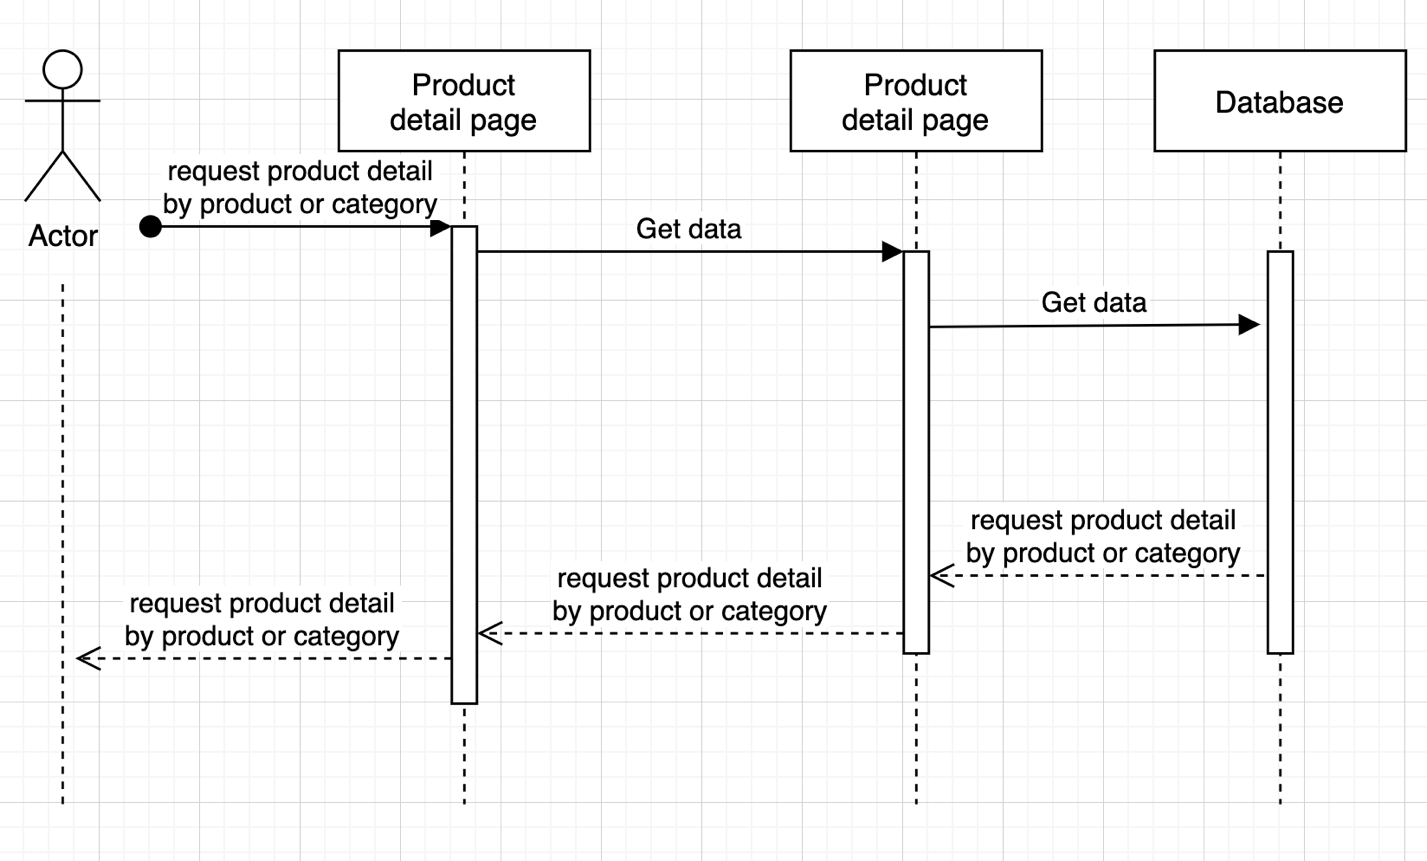 Product
detail page
Product
detail page
Database
request product detail
by product or category
Actor
Get data
Get data
request product detail
by product or category
request product detail
by product or category
request product detail
by product or category